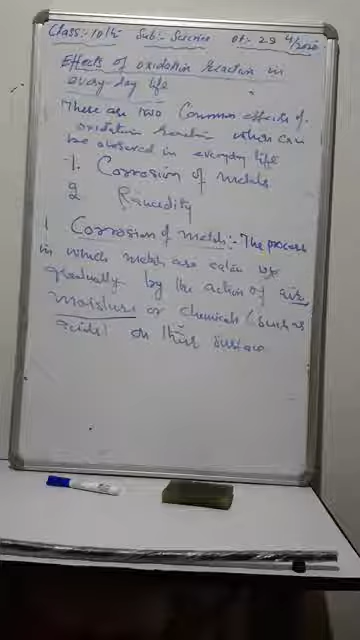 Class:- 10th Sub:- Science Dt:- 29/4/2020
Effects of oxidation reaction in
every day life
There are two Common effects of
oxidation reaction which can
be observed in everyday life
1. Corrosion of metals
2 Rancidity
1 Corrosion of metals:- The process
in which metals are eaten up
gradually by the action of air,
moisture or chemicals (such as
acids) on their surface